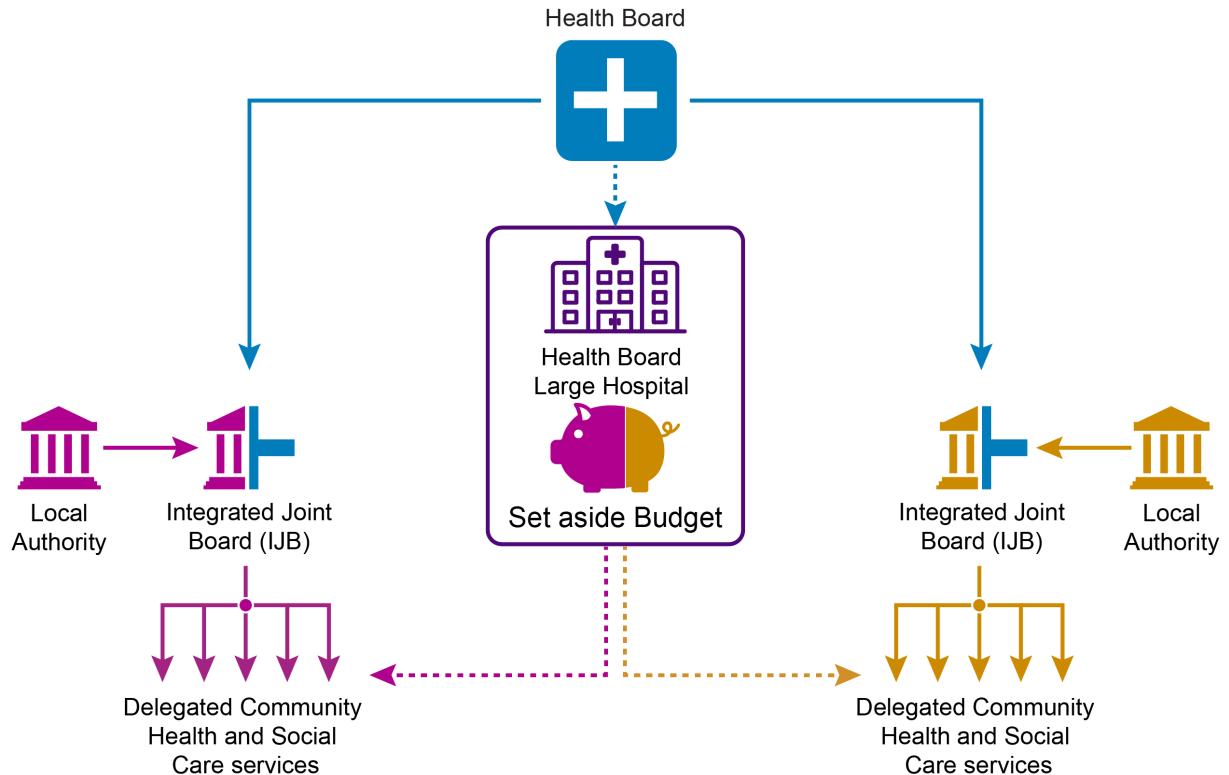 Health Board
Health Board
Large Hospital
Set aside Budget
Local
Authority
Integrated Joint
Board (IJB)
Integrated Joint
Board (IJB)
Local
Authority
Delegated Community
Health and Social
Care services
Delegated Community
Health and Social
Care services